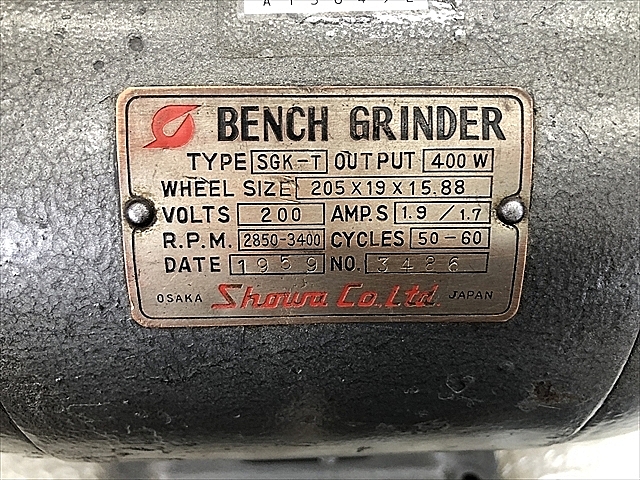 BENCH GRINDER
TYPE SGK-T OUTPUT 400 W
WHEEL SIZE 205 X 19 X 15.88
VOLTS 200 AMP.S 1.9 / 1.7
R.P.M. 2850-3400 CYCLES 50-60
DATE 1959 NO. 3486
OSAKA Showa Co., Ltd. JAPAN